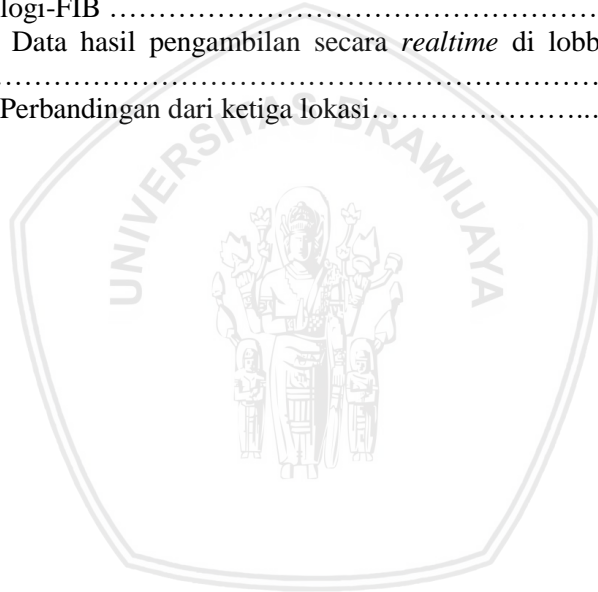 logi-FIB ……………………………………………………
Data hasil pengambilan secara realtime di lobb
……………………………………………………………
Perbandingan dari ketiga lokasi…………………..…
UNIVERSITAS BRAWIJAYA